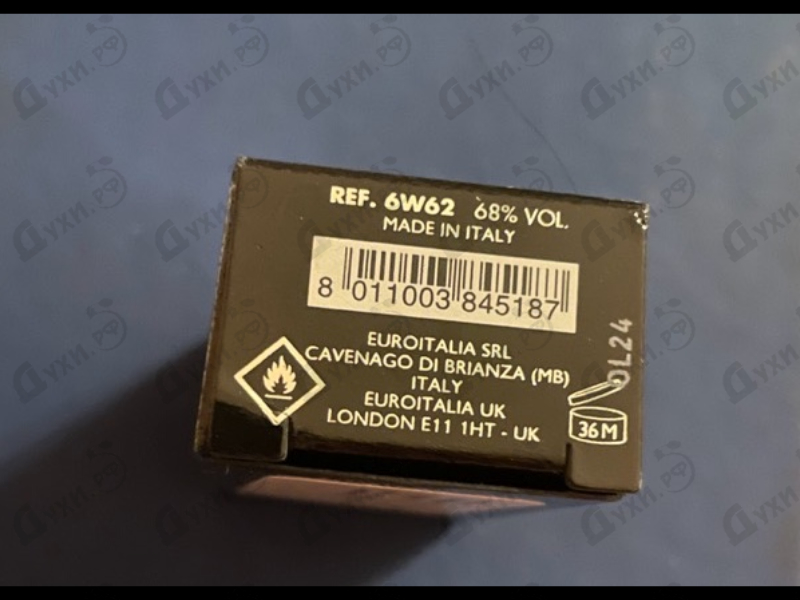 REF. 6W62 68% VOL.
MADE IN ITALY
8 011003 845187
EUROITALIA SRL
CAVENAGO DI BRIANZA (MB)
ITALY
EUROITALIA UK
LONDON E11 1HT - UK
OL24
36M
Духи.рф